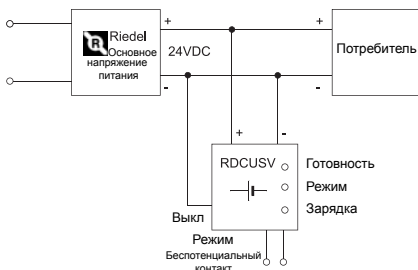 Riedel
Основное
напряжение
питания
+
24VDC
-
+
Потребитель
-
+
-
RDCUSV
Готовность
Режим
Зарядка
Выкл
Режим
Беспотенциальный
контакт